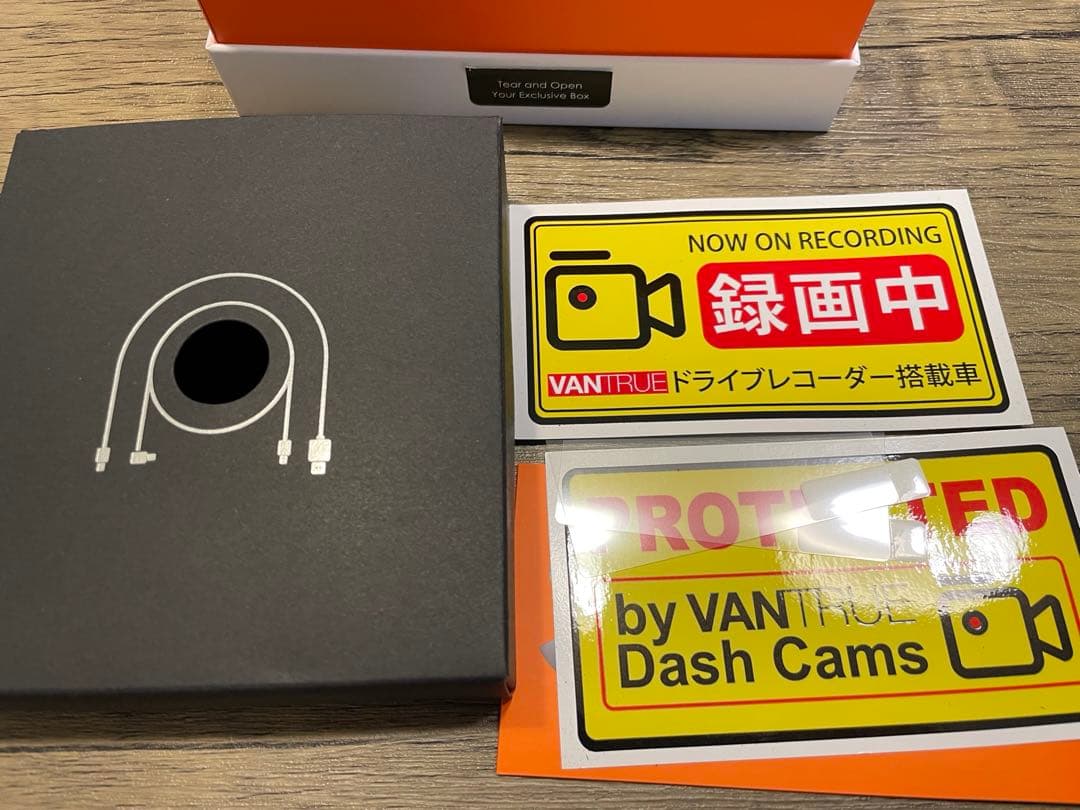 Tear and Open
Your Exclusive Box
NOW ON RECORDING
録画中
VANTRUE ドライブレコーダー搭載車
PROTECTED
by VANTRUE
Dash Cams